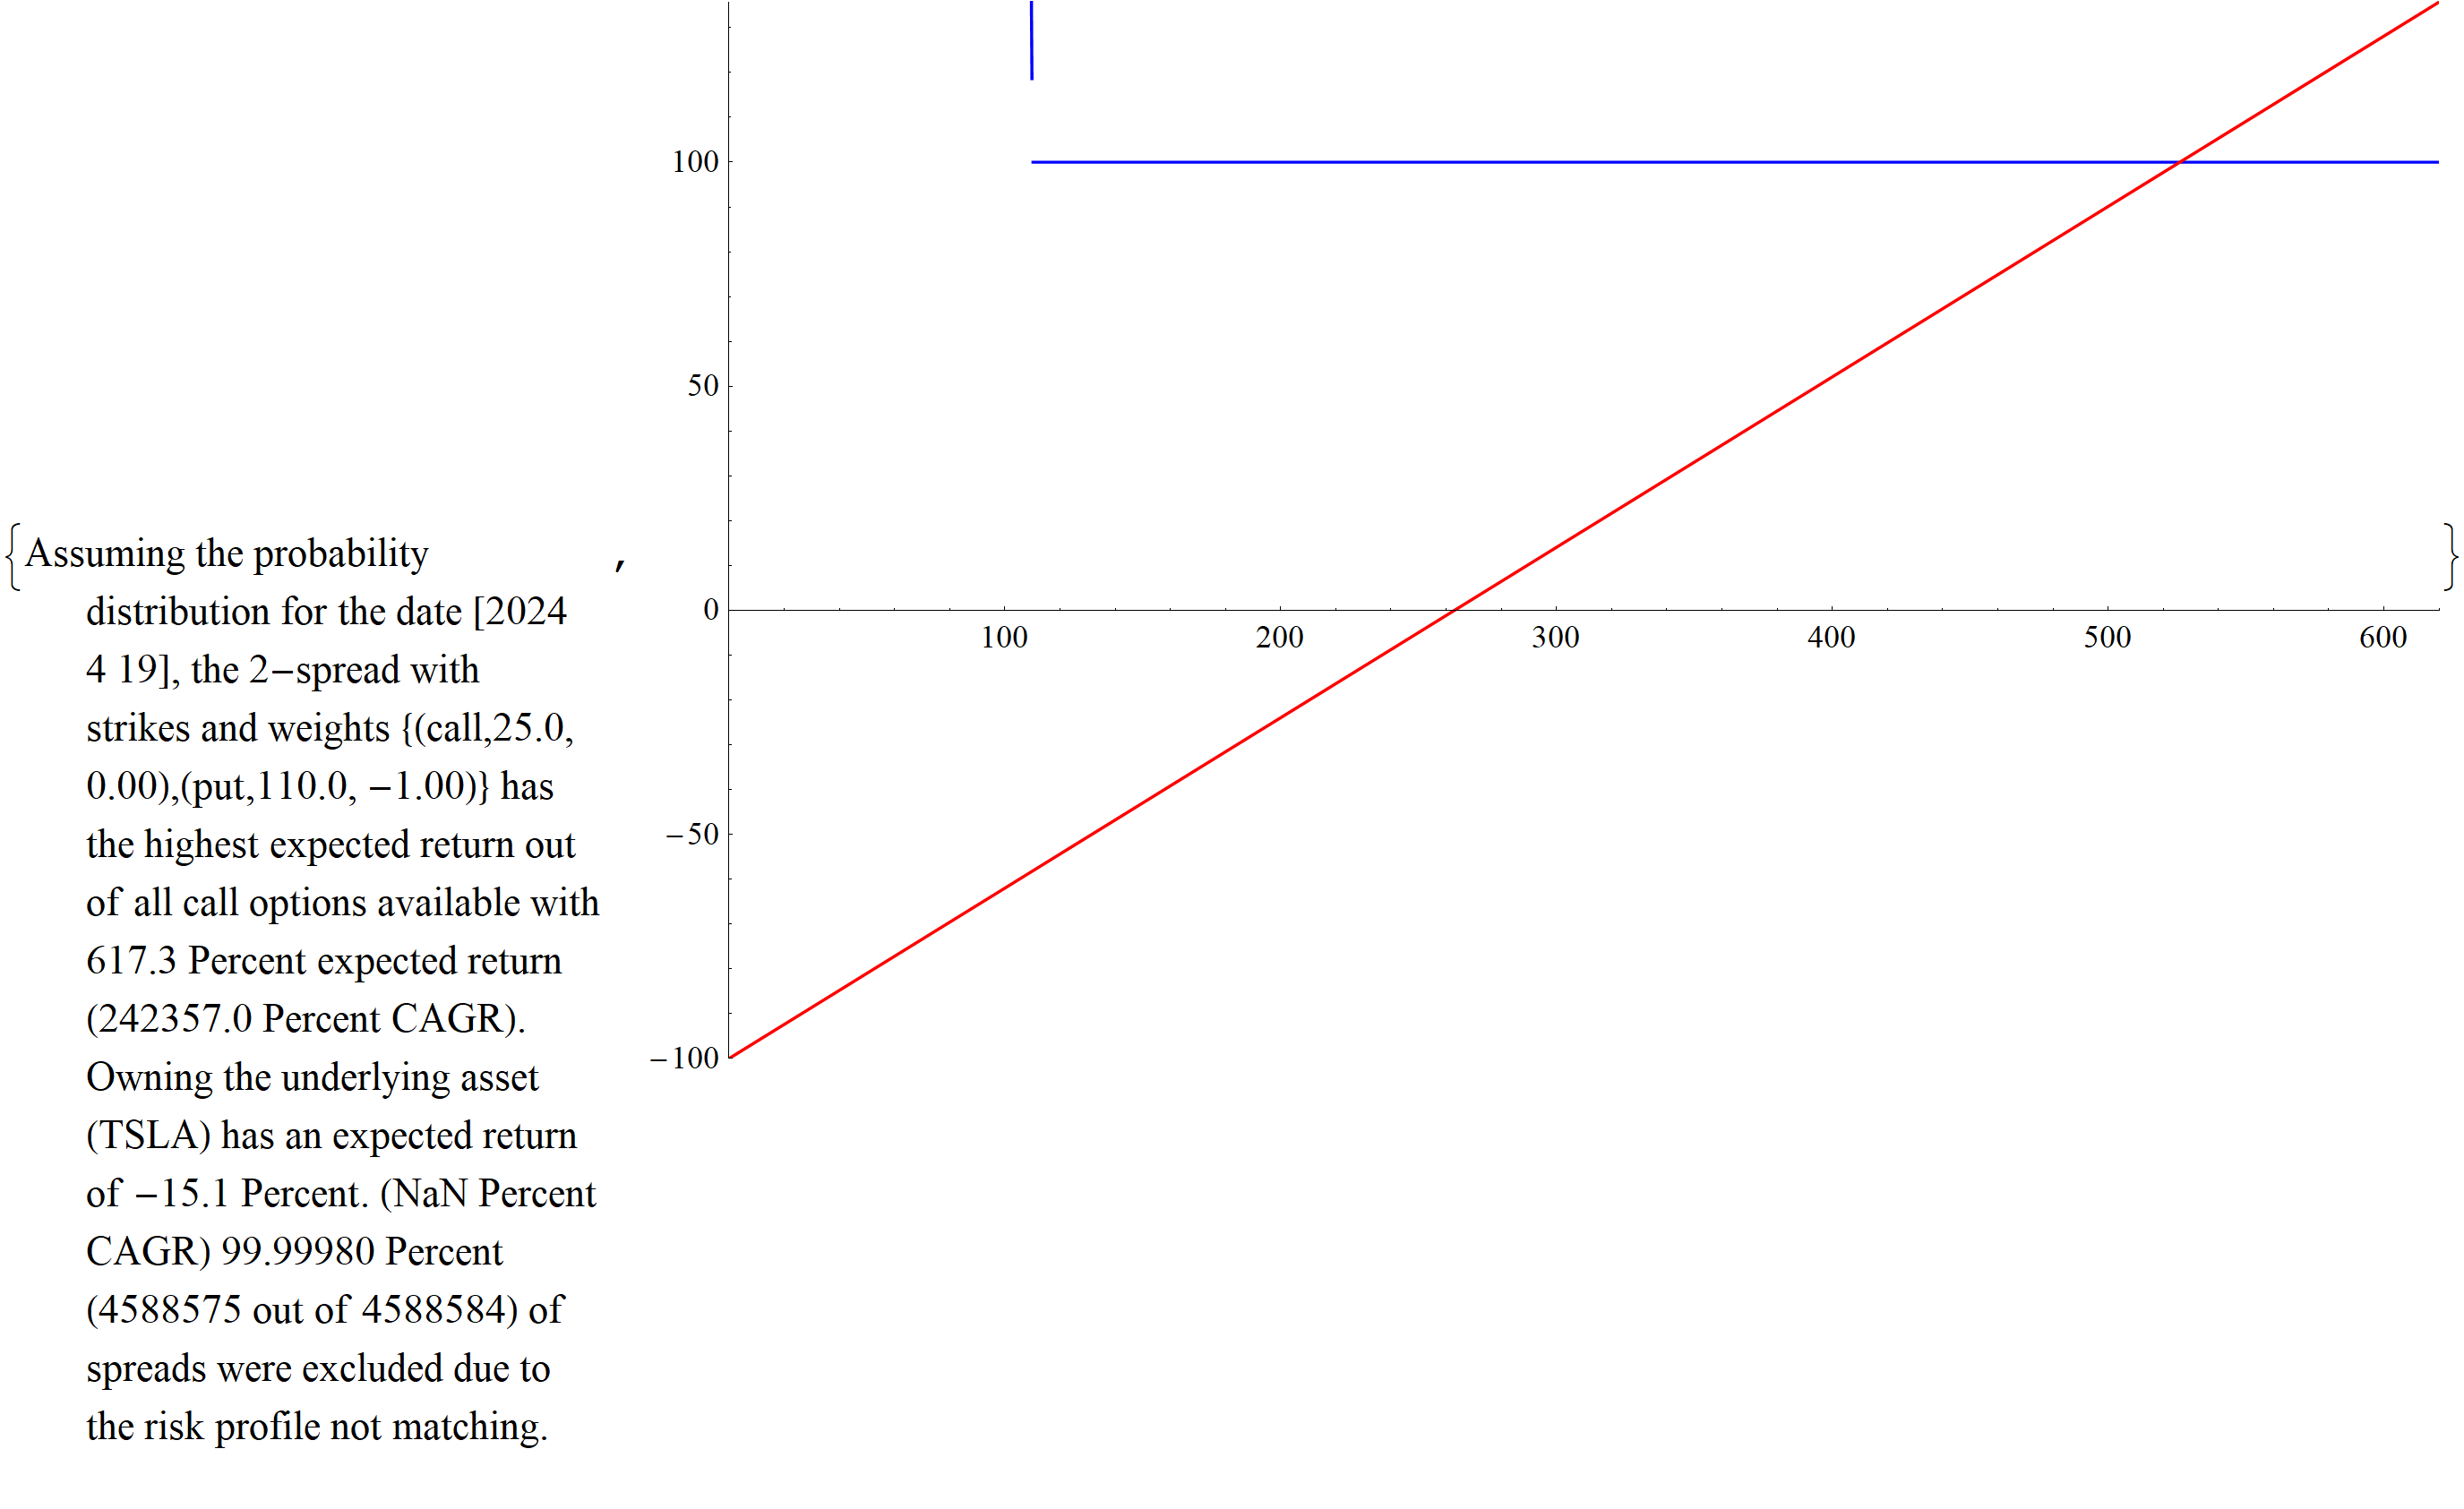 {Assuming the probability ,
distribution for the date [2024
4 19], the 2−spread with
strikes and weights {(call,25.0,
0.00),(put,110.0, −1.00)} has
the highest expected return out
of all call options available with
617.3 Percent expected return
(242357.0 Percent CAGR).
Owning the underlying asset
(TSLA) has an expected return
of −15.1 Percent. (NaN Percent
CAGR) 99.99980 Percent
(4588575 out of 4588584) of
spreads were excluded due to
the risk profile not matching.
100
50
0
−50
−100
100 200 300 400 500 600
}